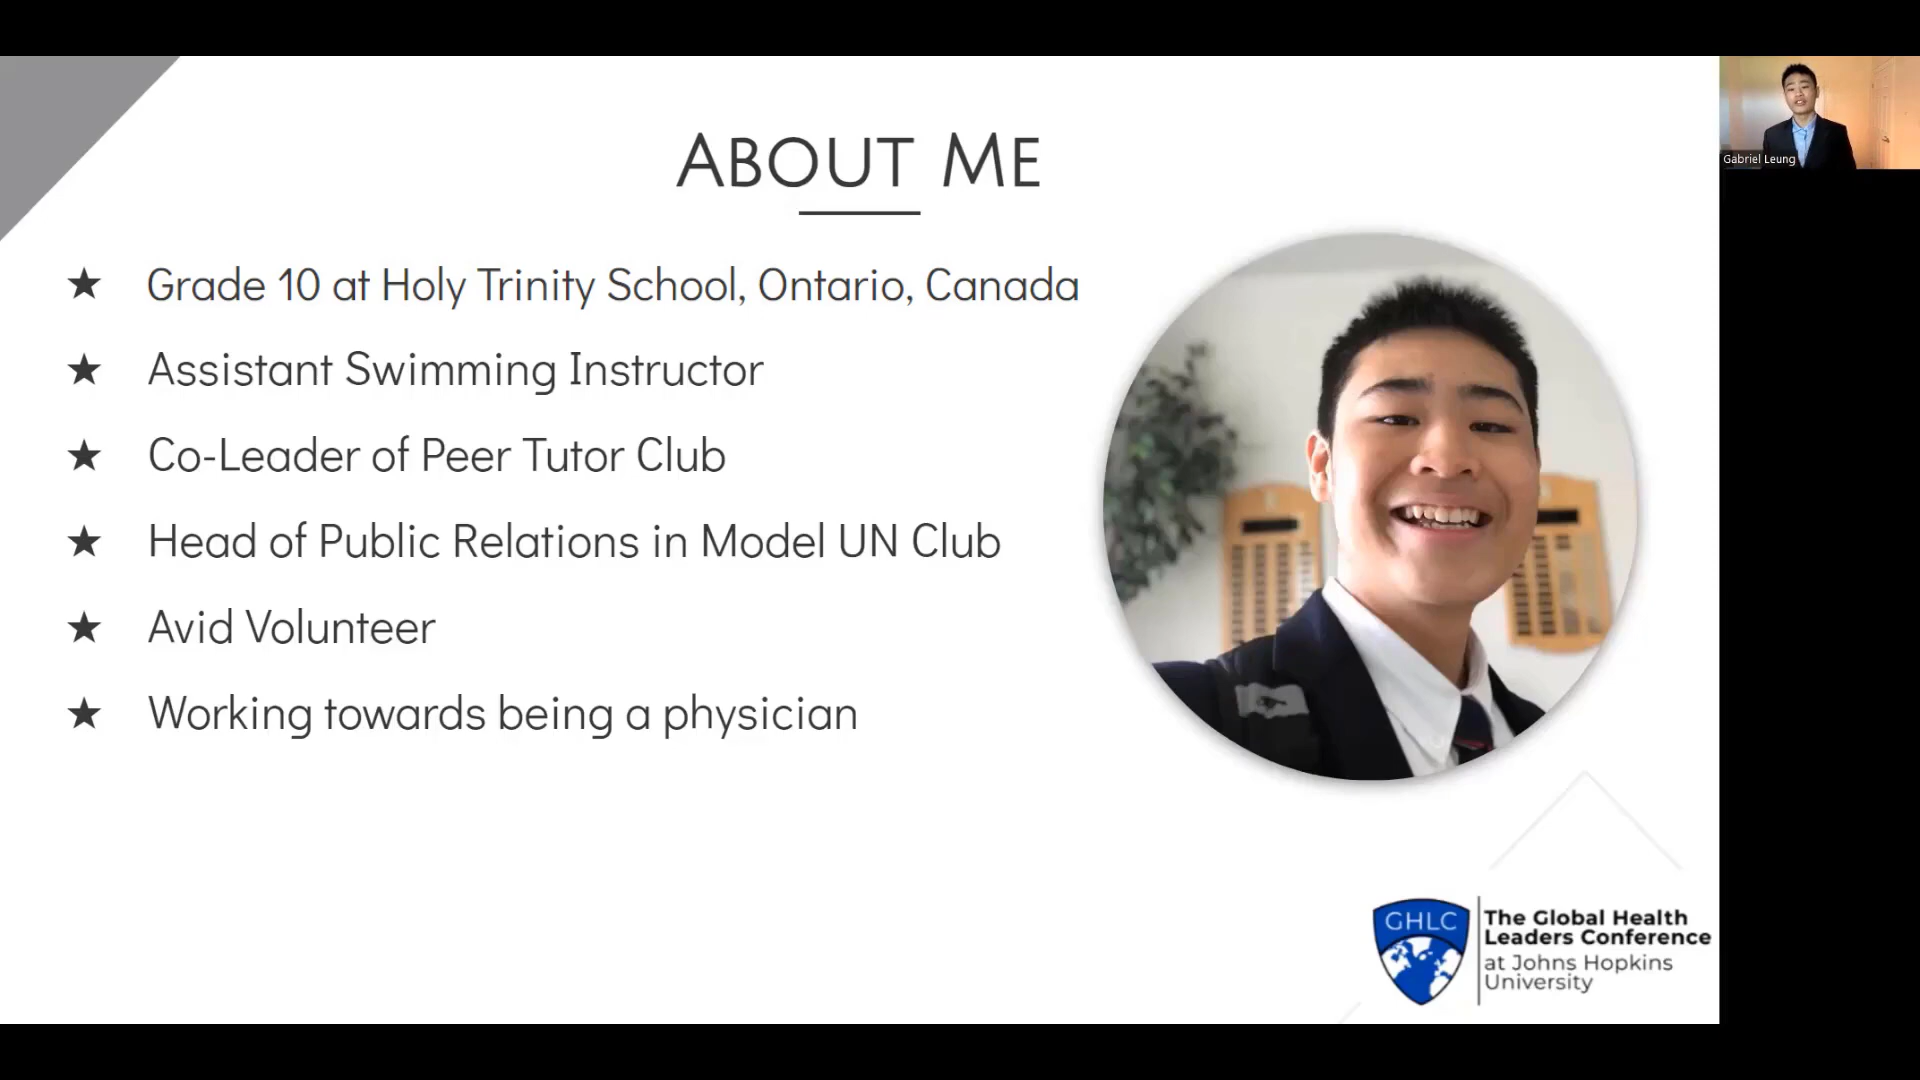 ABOUT ME
Gabriel Leung
★ Grade 10 at Holy Trinity School, Ontario, Canada
★ Assistant Swimming Instructor
★ Co-Leader of Peer Tutor Club
★ Head of Public Relations in Model UN Club
★ Avid Volunteer
★ Working towards being a physician
GHLC
The Global Health
Leaders Conference
at Johns Hopkins
University